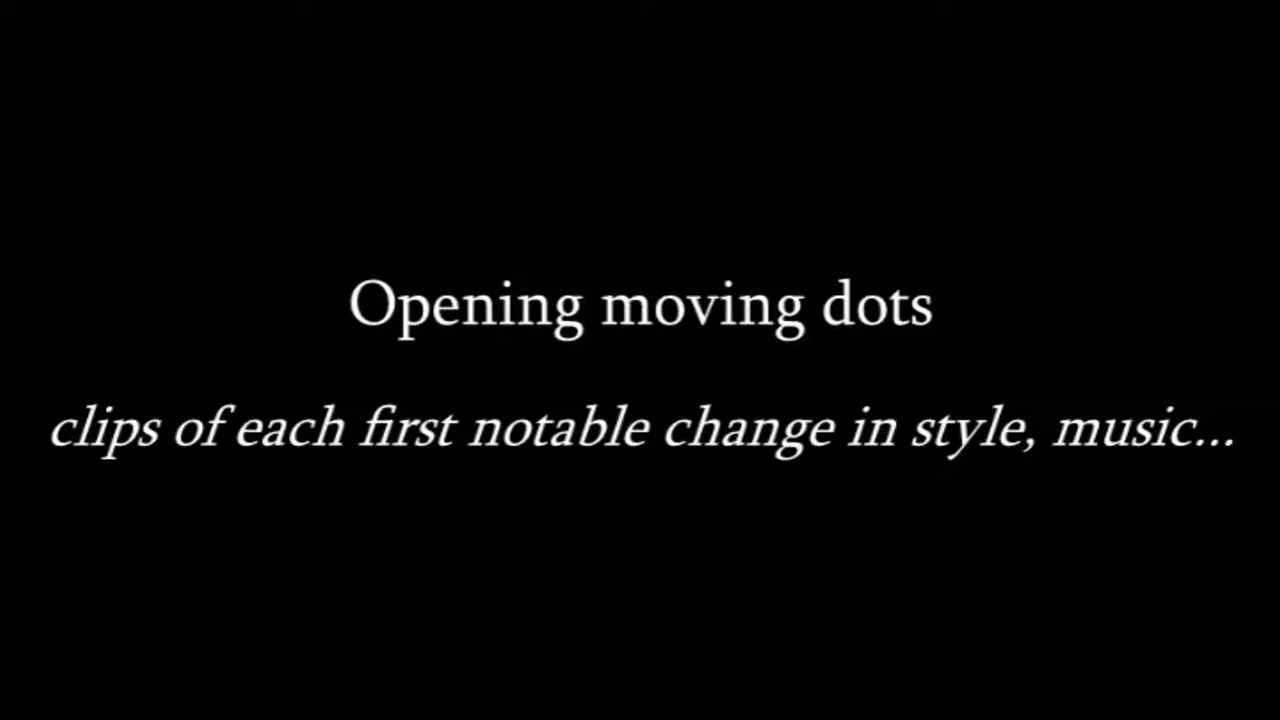 Opening moving dots
clips of each first notable change in style, music...